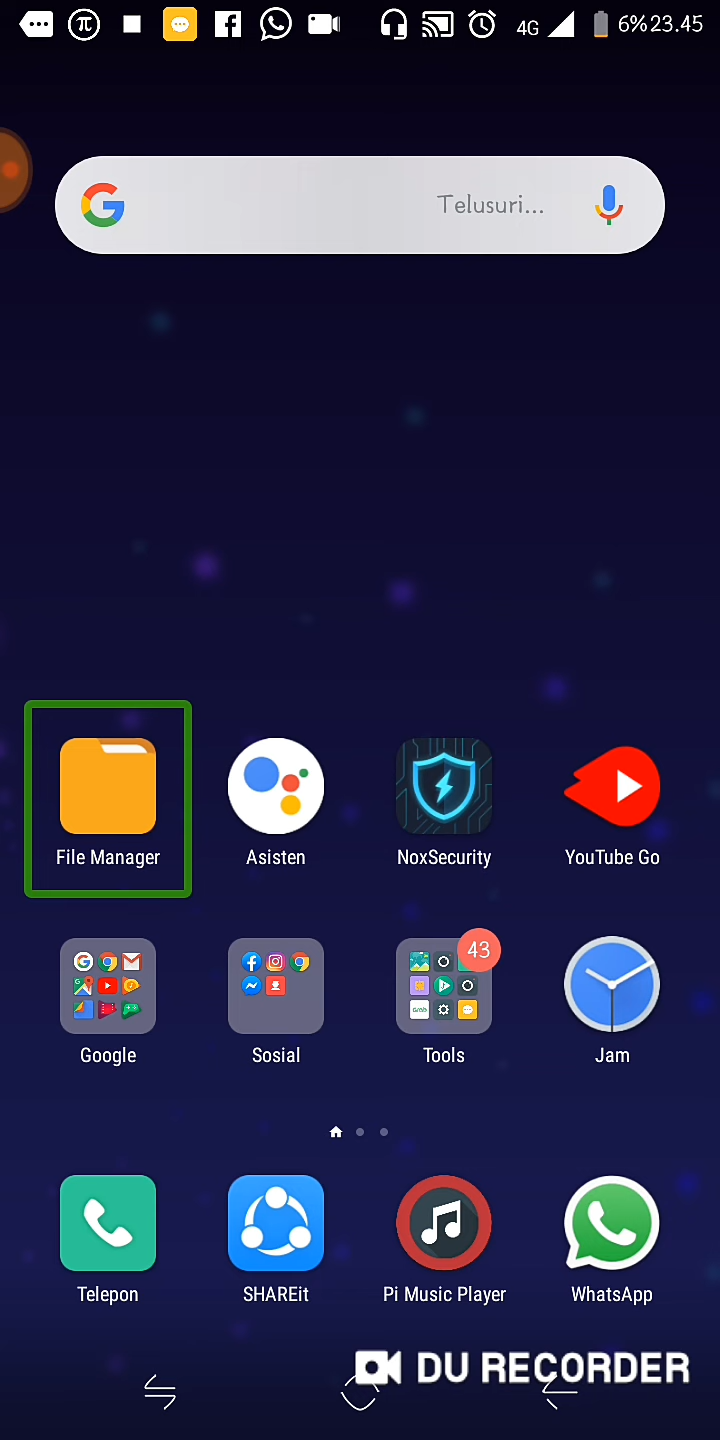 4G 6% 23.45
Telusuri...
File Manager Asisten NoxSecurity YouTube Go
43
Google Sosial Tools Jam
Telepon SHAREit Pi Music Player WhatsApp
DU RECORDER